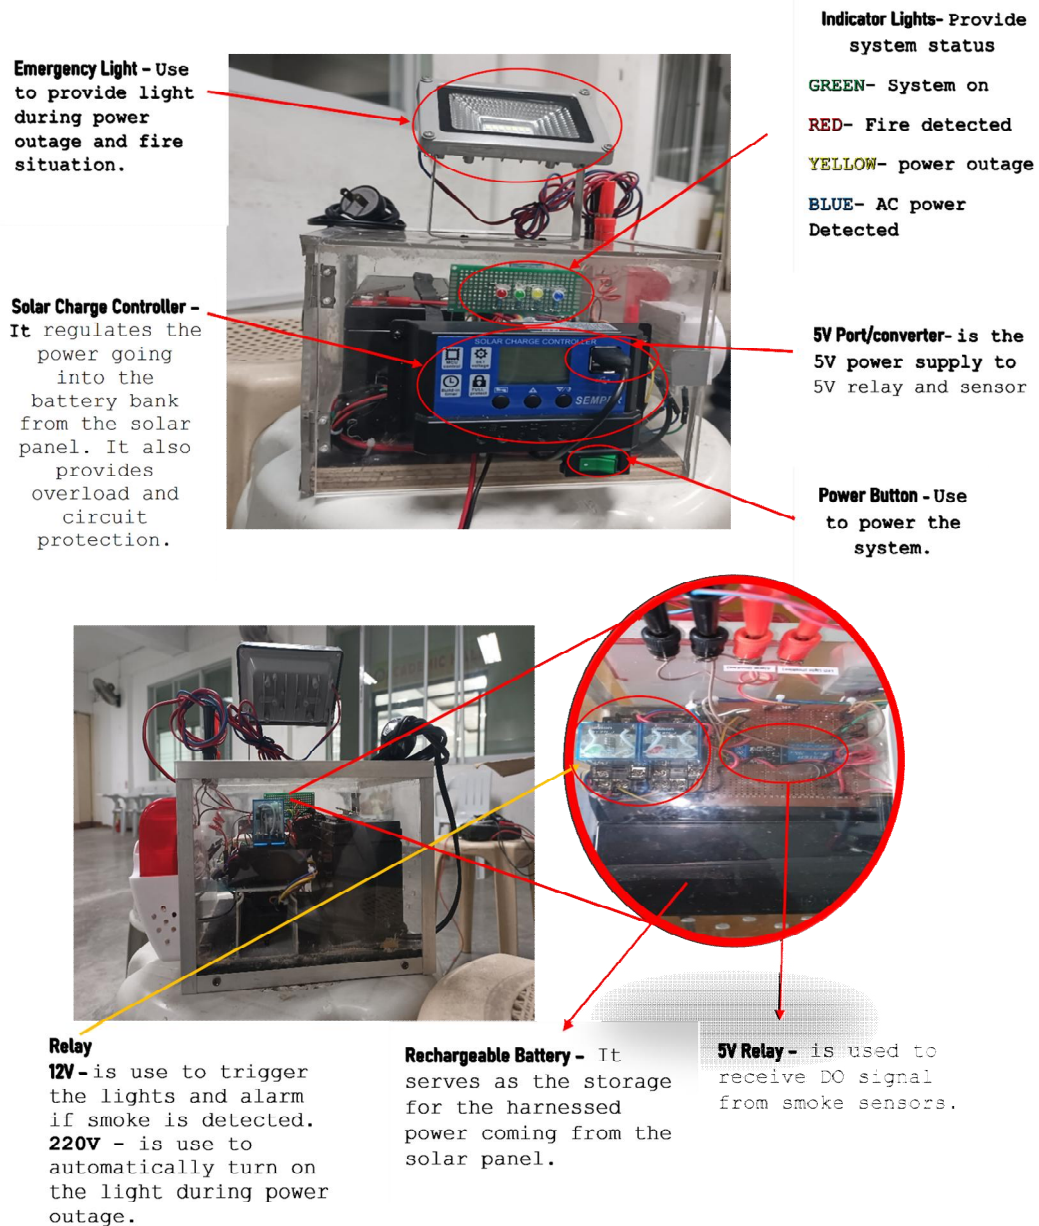 Indicator Lights- Provide
system status
GREEN- System on
RED- Fire detected
YELLOW- power outage
BLUE- AC power
Detected
Emergency Light - Use
to provide light
during power
outage and fire
situation.
Solar Charge Controller -
It regulates the
power going
into the
battery bank
from the solar
panel. It also
provides
overload and
circuit
protection.
SOLAR CHARGE CONTROLLER
5V Port/converter- is the
5V power supply to
5V relay and sensor
Power Button - Use
to power the
system.
Relay
12V - is use to trigger
the lights and alarm
if smoke is detected.
220V - is use to
automatically turn on
the light during power
outage.
Rechargeable Battery - It
serves as the storage
for the harnessed
power coming from the
solar panel.
5V Relay - is used to
receive DO signal
from smoke sensors.